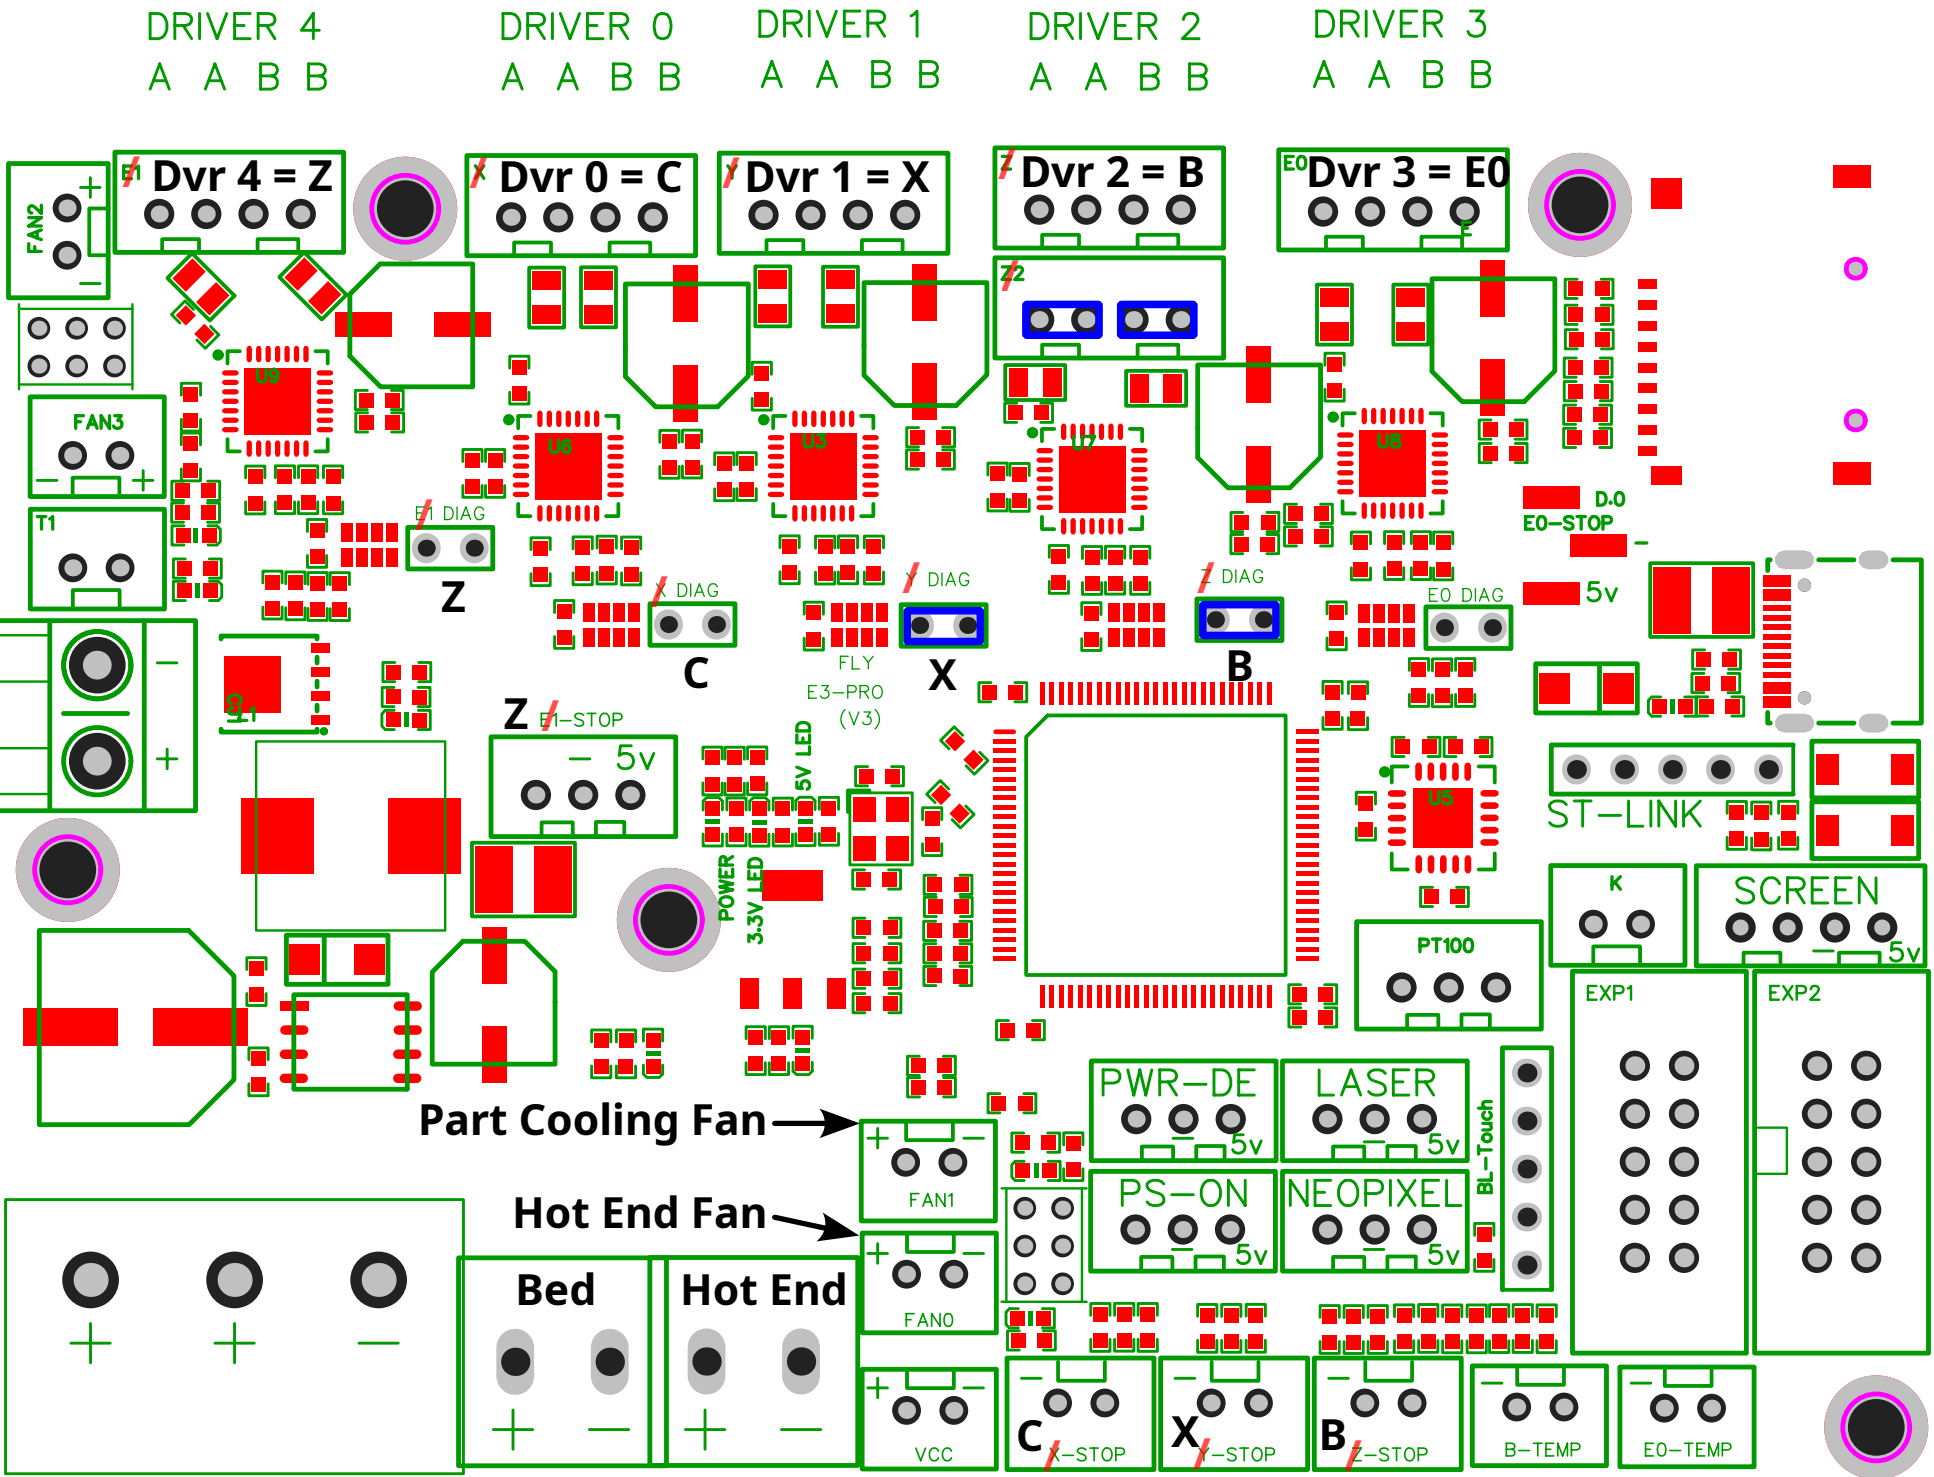 DRIVER 4
DRIVER 0
DRIVER 1
DRIVER 2
DRIVER 3
A A B B
A A B B
A A B B
A A B B
A A B B
E1 Dvr 4 = Z
X Dvr 0 = C
Y Dvr 1 = X
Z Dvr 2 = B
E0 Dvr 3 = E0
E
FAN2
+
−
Z2
U9
FAN3
− +
T1
U6
U3
U7
U8
E1 DIAG
Z
X DIAG
C
Y DIAG
X
Z DIAG
B
E0 DIAG
D.0
E0-STOP
−
5v
−
+
FLY
E3-PRO
(V3)
Z E1-STOP
− 5v
5V LED
POWER
3.3V LED
U5
ST-LINK
K
SCREEN
− 5v
PT100
EXP1
EXP2
Part Cooling Fan
+ −
FAN1
Hot End Fan
+ −
FAN0
PWR-DE
− 5v
LASER
− 5v
PS-ON
− 5v
NEOPIXEL
− 5v
BL-Touch
+ + −
Bed
+ −
Hot End
+ −
+ −
VCC
C X-STOP
X Y-STOP
B Z-STOP
−
B-TEMP
−
E0-TEMP